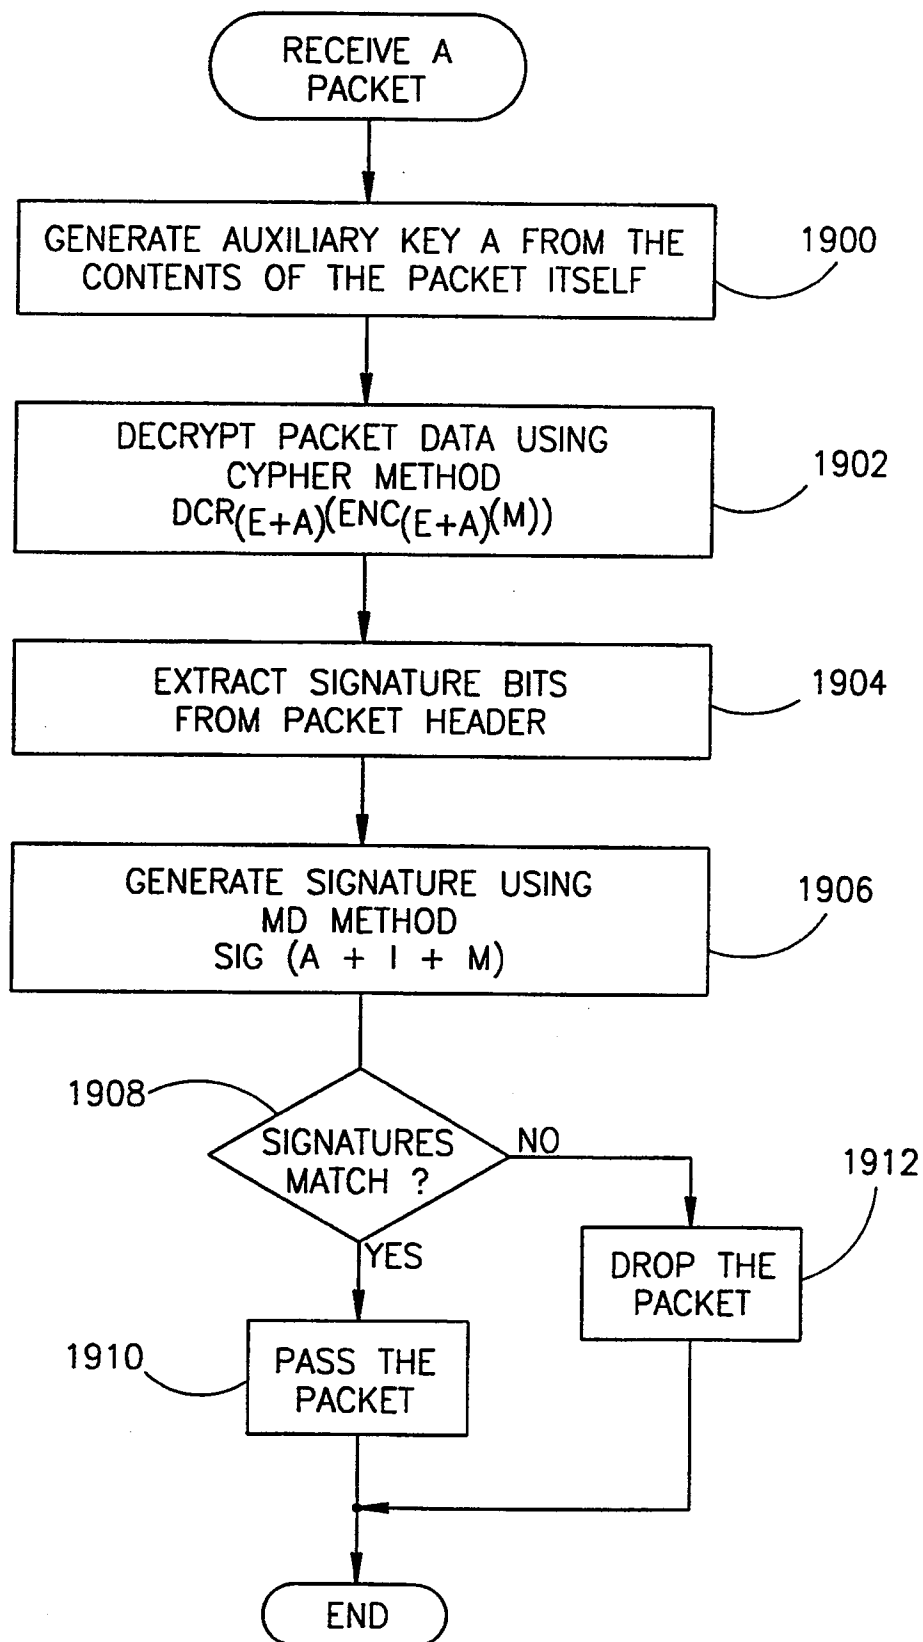 RECEIVE A
PACKET
GENERATE AUXILIARY KEY A FROM THE
CONTENTS OF THE PACKET ITSELF
1900
DECRYPT PACKET DATA USING
CYPHER METHOD
DCR(E+A)(ENC(E+A)(M))
1902
EXTRACT SIGNATURE BITS
FROM PACKET HEADER
1904
GENERATE SIGNATURE USING
MD METHOD
SIG (A + I + M)
1906
1908
SIGNATURES
MATCH ?
NO
YES
1912
DROP THE
PACKET
1910
PASS THE
PACKET
END